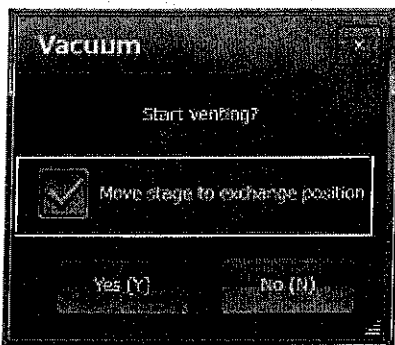 Vacuum
Start venting?
Move stage to exchange position
Yes (Y)
No (N)